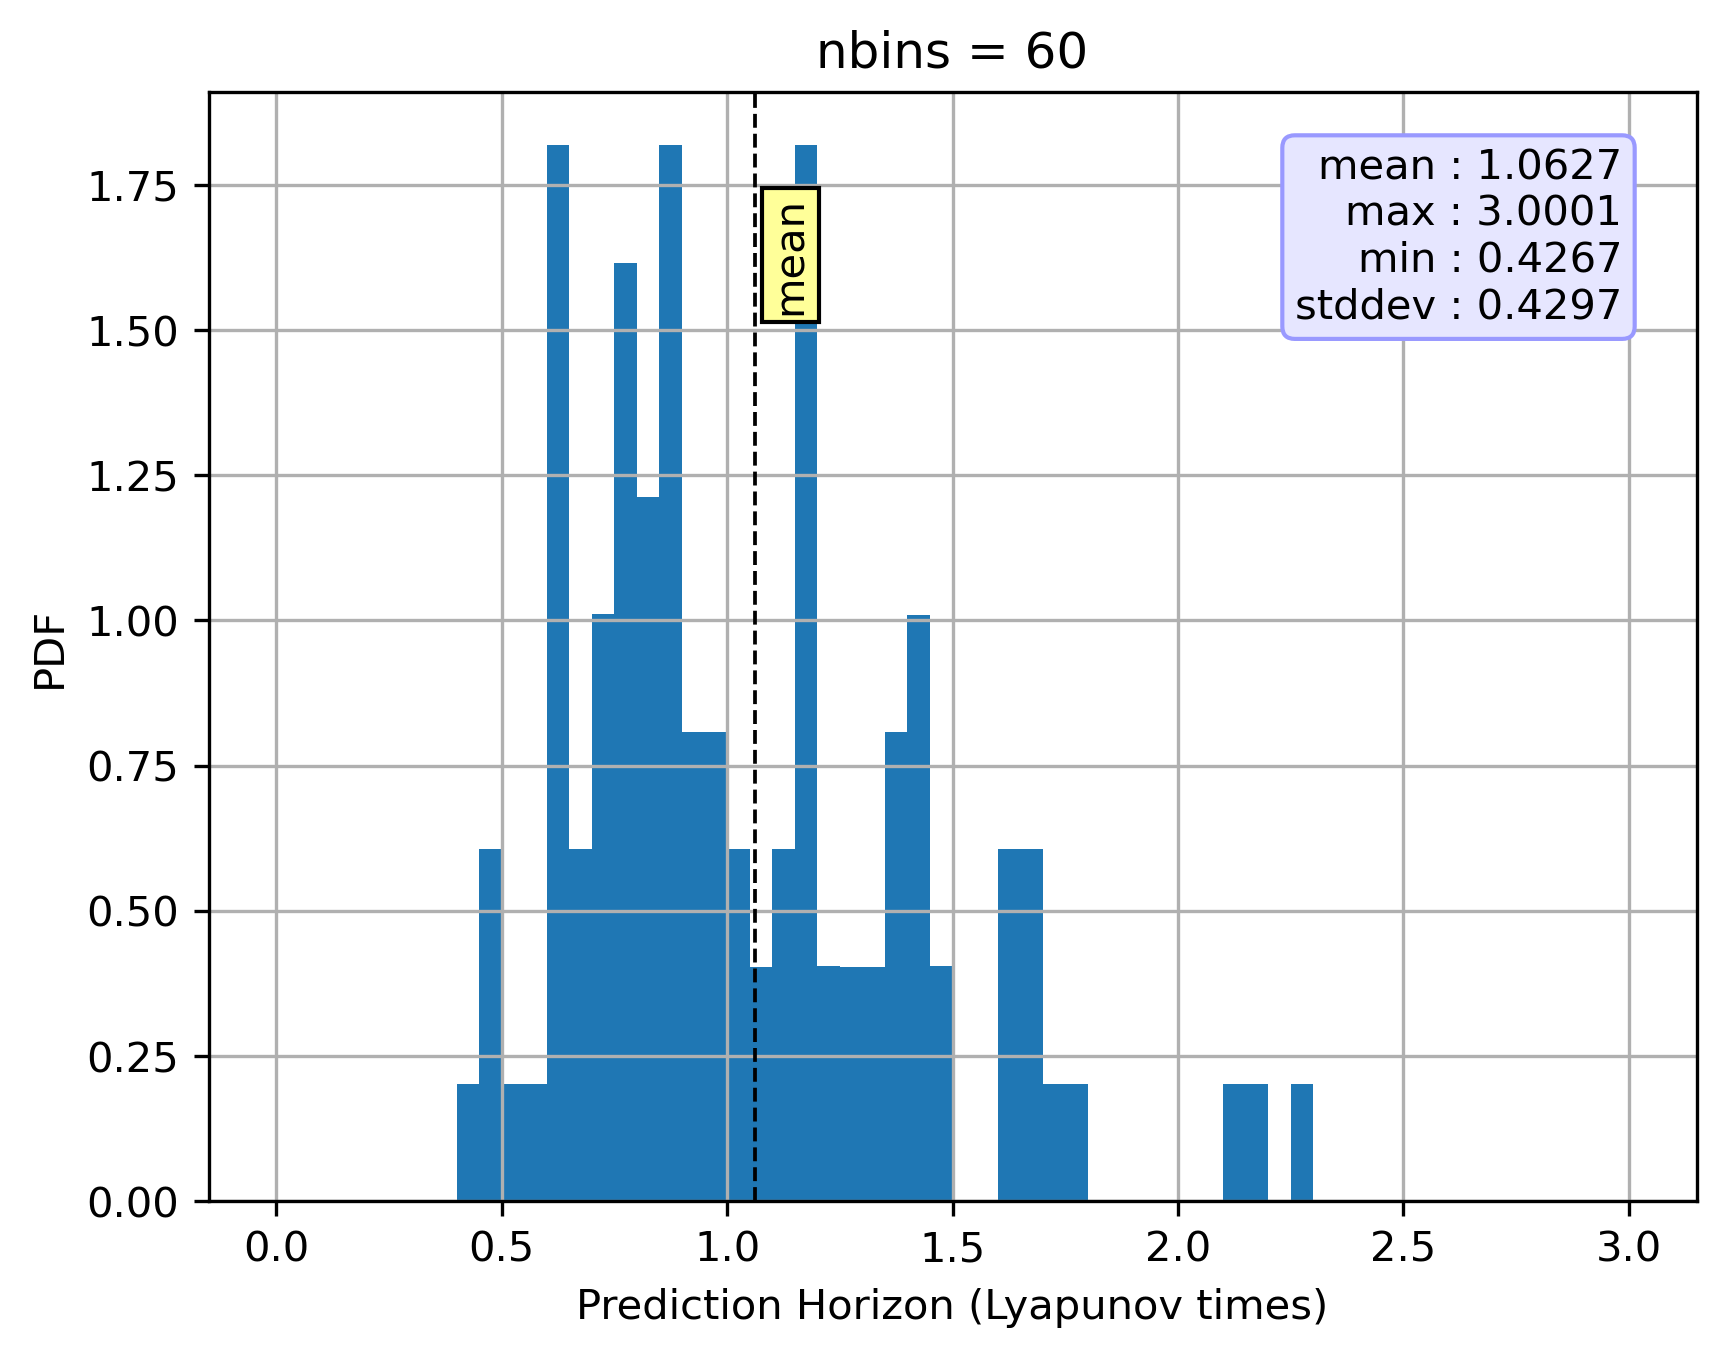 nbins = 60
mean : 1.0627
max : 3.0001
min : 0.4267
stddev : 0.4297
mean
PDF
1.75
1.50
1.25
1.00
0.75
0.50
0.25
0.00
0.0 0.5 1.0 1.5 2.0 2.5 3.0
Prediction Horizon (Lyapunov times)